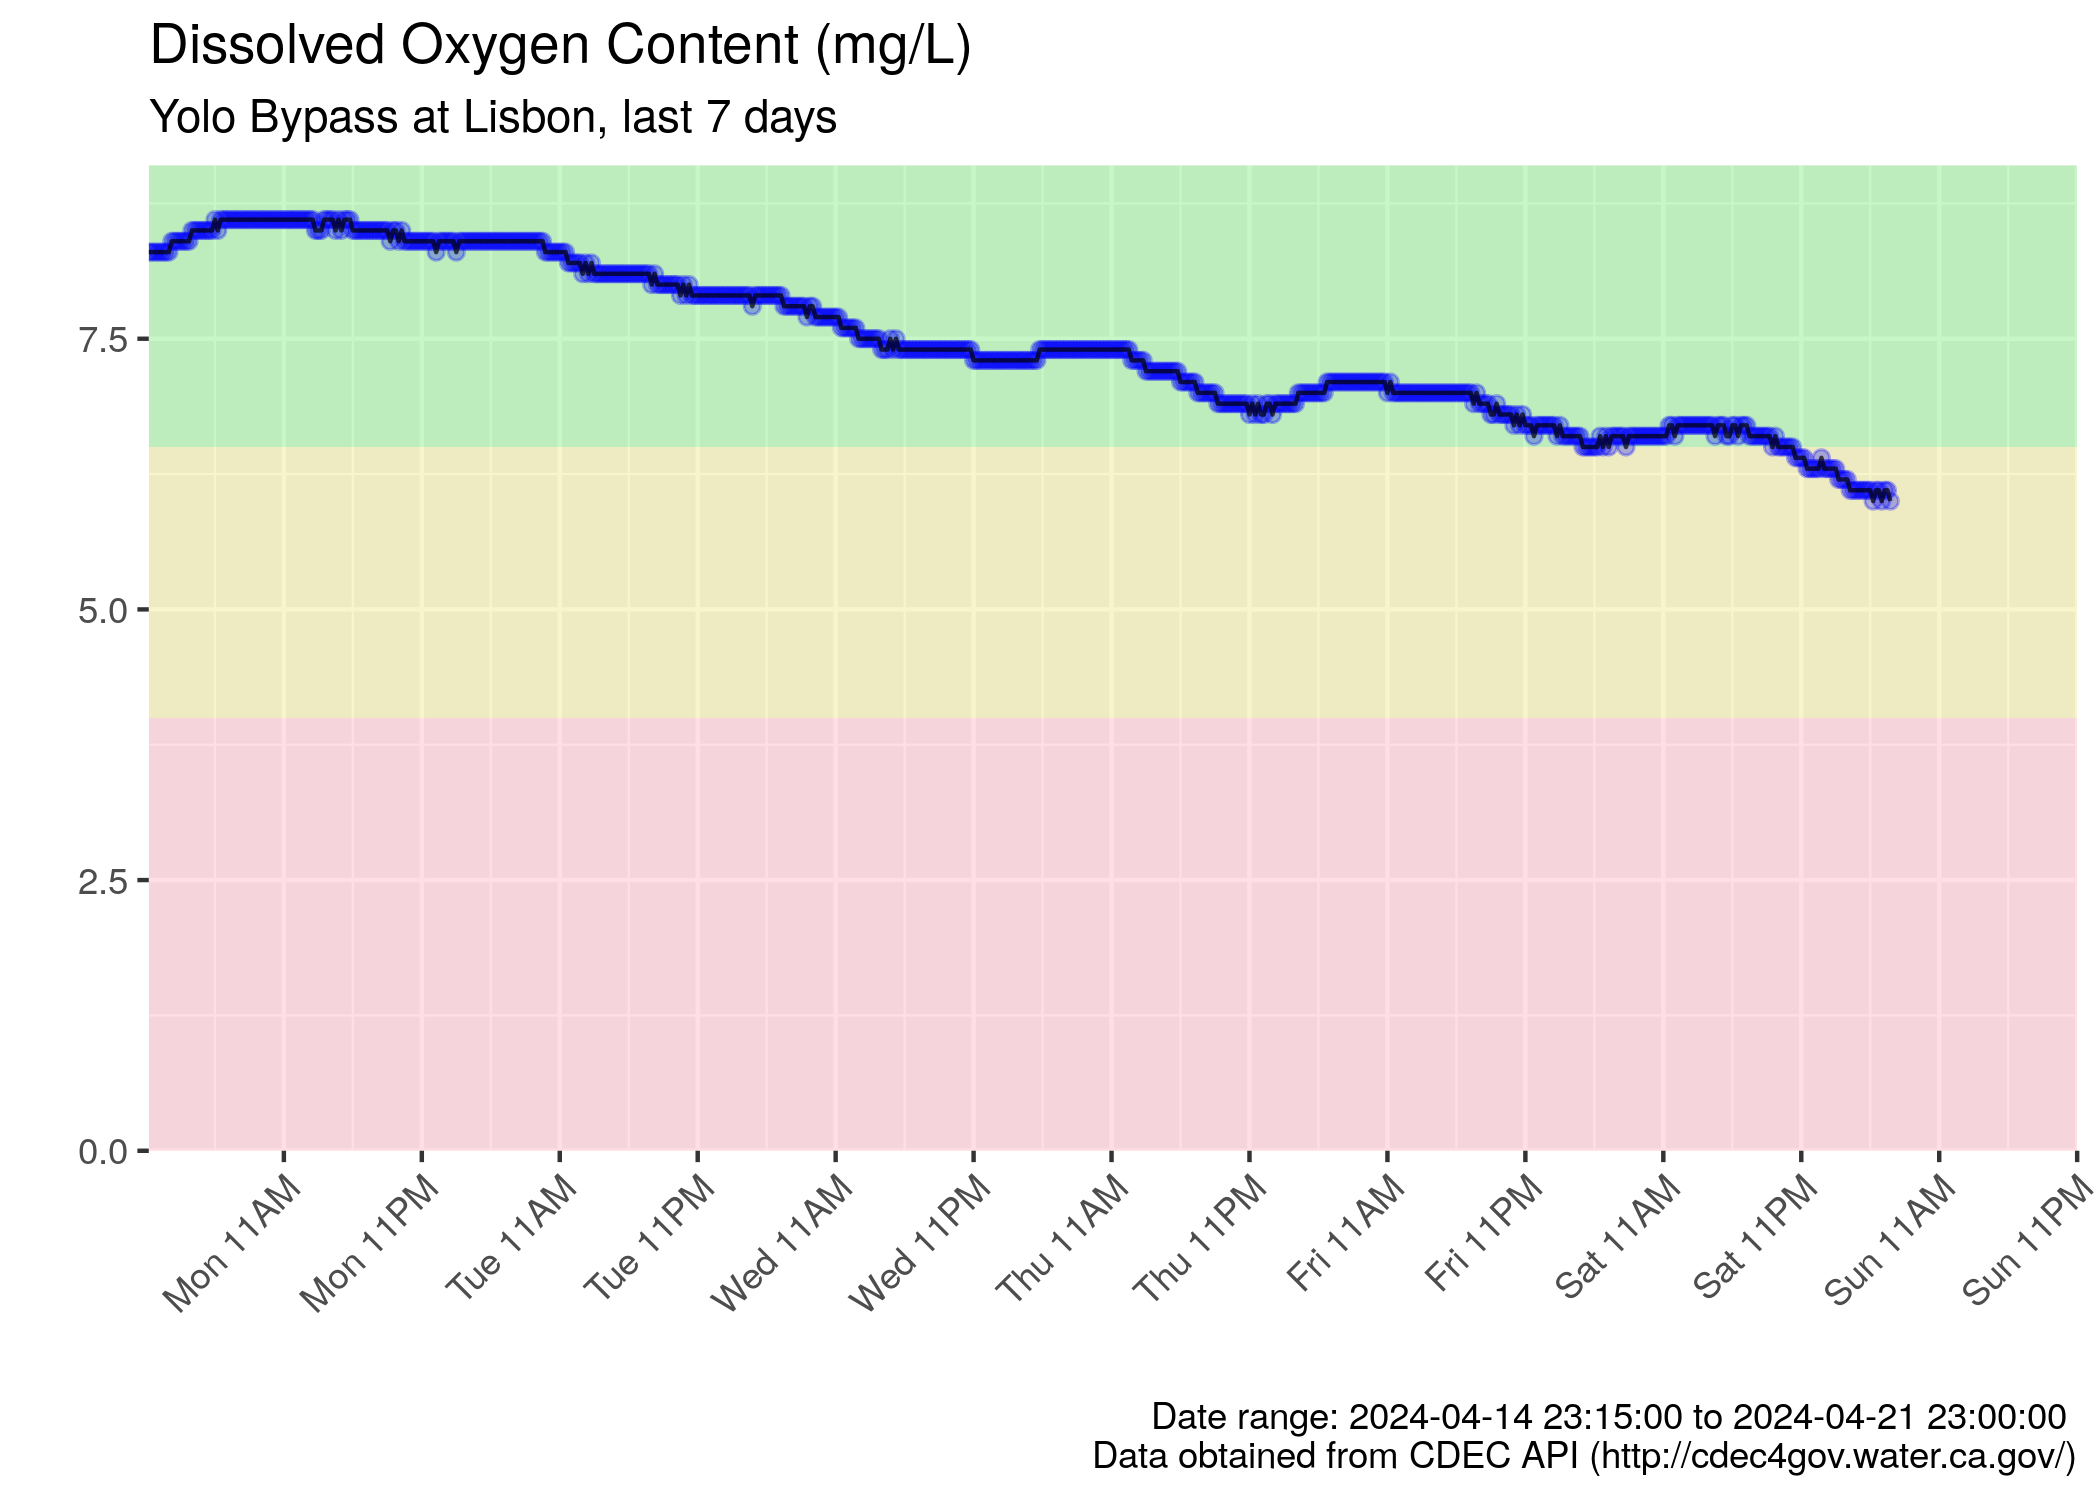 Dissolved Oxygen Content (mg/L)
Yolo Bypass at Lisbon, last 7 days
7.5
5.0
2.5
0.0
Mon 11AM
Mon 11PM
Tue 11AM
Tue 11PM
Wed 11AM
Wed 11PM
Thu 11AM
Thu 11PM
Fri 11AM
Fri 11PM
Sat 11AM
Sat 11PM
Sun 11AM
Sun 11PM
Date range: 2024-04-14 23:15:00 to 2024-04-21 23:00:00
Data obtained from CDEC API (http://cdec4gov.water.ca.gov/)